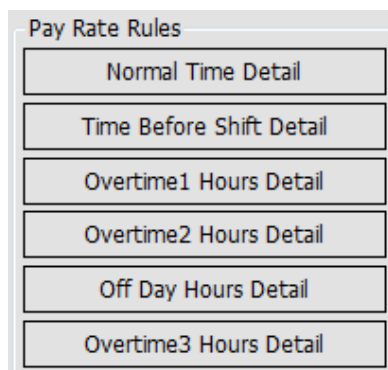 Pay Rate Rules
Normal Time Detail
Time Before Shift Detail
Overtime1 Hours Detail
Overtime2 Hours Detail
Off Day Hours Detail
Overtime3 Hours Detail